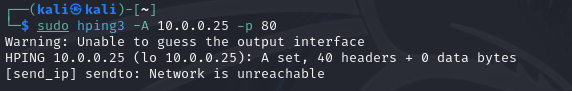 ┌──(kali㉿kali)-[~]
└─$ sudo hping3 -A 10.0.0.25 -p 80
Warning: Unable to guess the output interface
HPING 10.0.0.25 (lo 10.0.0.25): A set, 40 headers + 0 data bytes
[send_ip] sendto: Network is unreachable